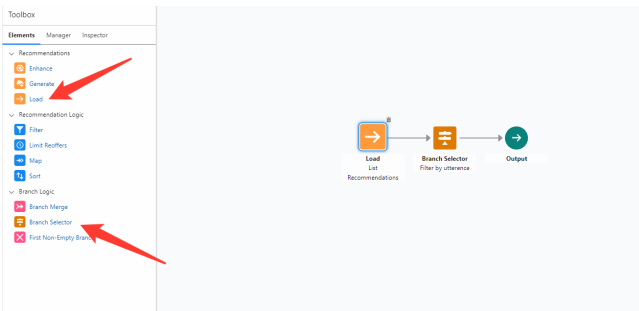 Toolbox
Elements Manager Inspector
Recommendations
Enhance
Generate
Load
Recommendation Logic
Filter
Limit Reoffers
Map
Sort
Branch Logic
Branch Merge
Branch Selector
First Non-Empty Branch
Load
List
Recommendations
Branch Selector
Filter by utterence
Output